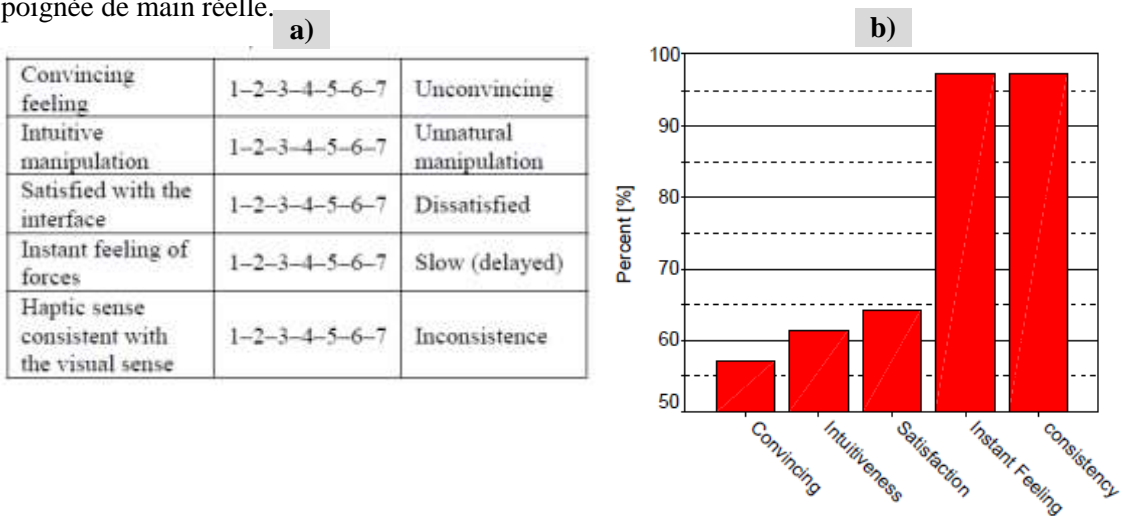 poignée de main réelle.
a)
Convincing
feeling
1–2–3–4–5–6–7
Unconvincing
Intuitive
manipulation
1–2–3–4–5–6–7
Unnatural
manipulation
Satisfied with the
interface
1–2–3–4–5–6–7
Dissatisfied
Instant feeling of
forces
1–2–3–4–5–6–7
Slow (delayed)
Haptic sense
consistent with
the visual sense
1–2–3–4–5–6–7
Inconsistence
b)
Percent [%]
100
90
80
70
60
50
Convincing
Intuitiveness
Satisfaction
Instant Feeling
consistency